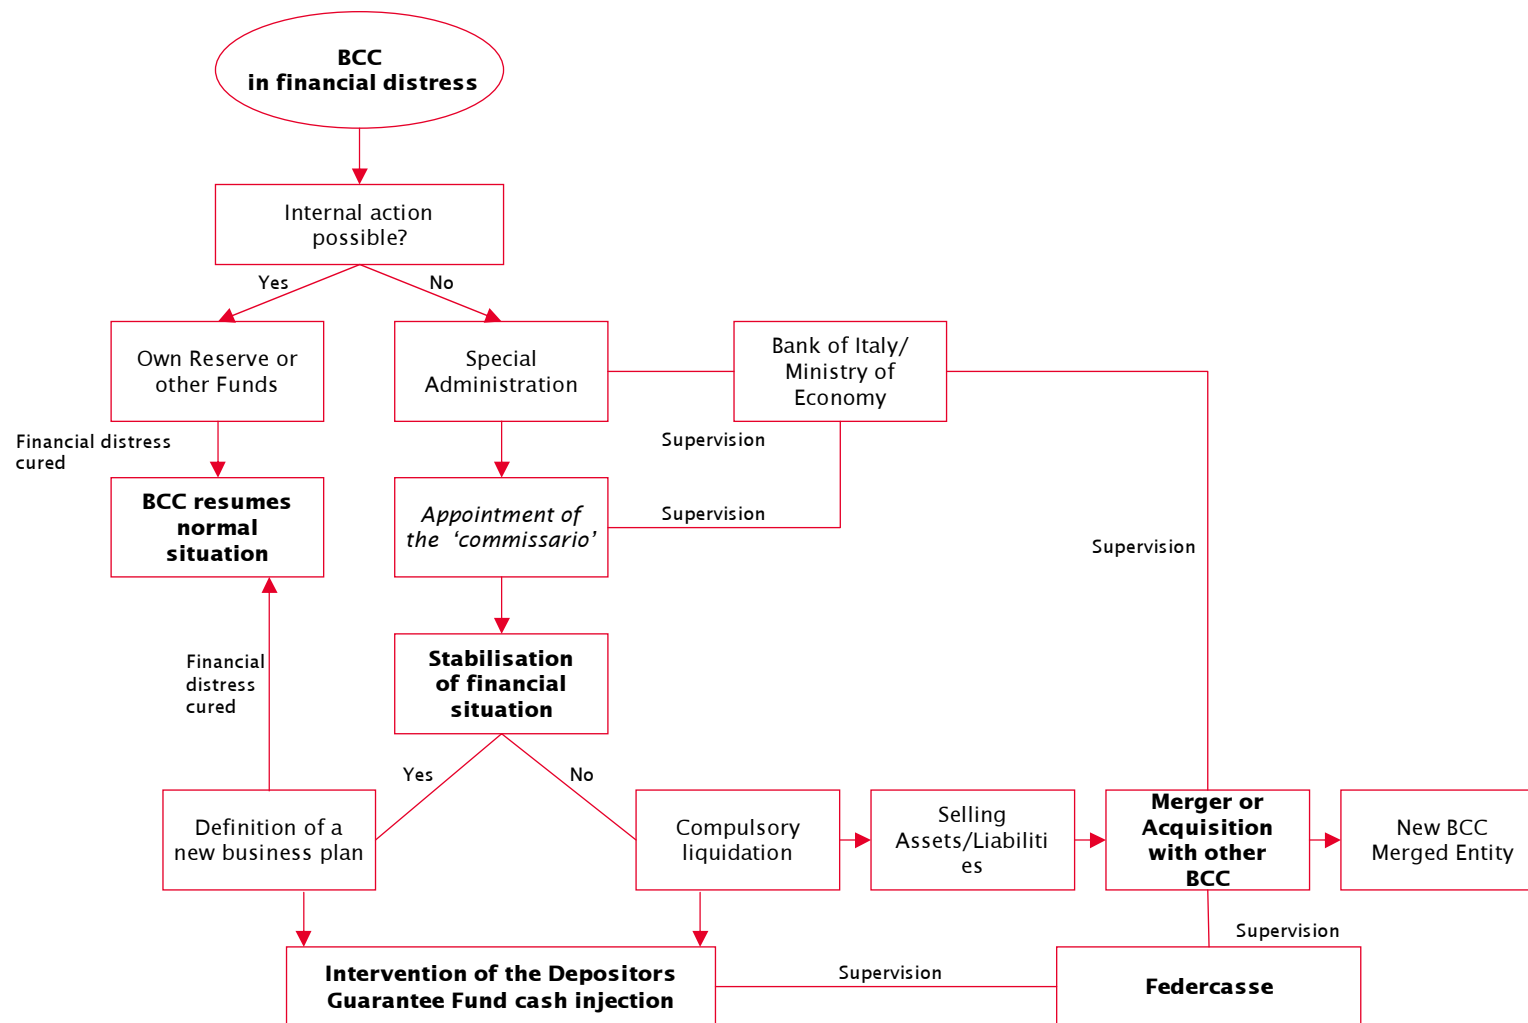 BCC
in financial distress
Internal action
possible?
Yes
No
Own Reserve or
other Funds
Special
Administration
Bank of Italy/
Ministry of
Economy
Financial distress
cured
Supervision
BCC resumes
normal
situation
Appointment of
the ‘commissario’
Supervision
Supervision
Financial
distress
cured
Stabilisation
of financial
situation
Yes
No
Definition of a
new business plan
Compulsory
liquidation
Selling
Assets/Liabiliti
es
Merger or
Acquisition
with other
BCC
New BCC
Merged Entity
Supervision
Intervention of the Depositors
Guarantee Fund cash injection
Supervision
Federcasse